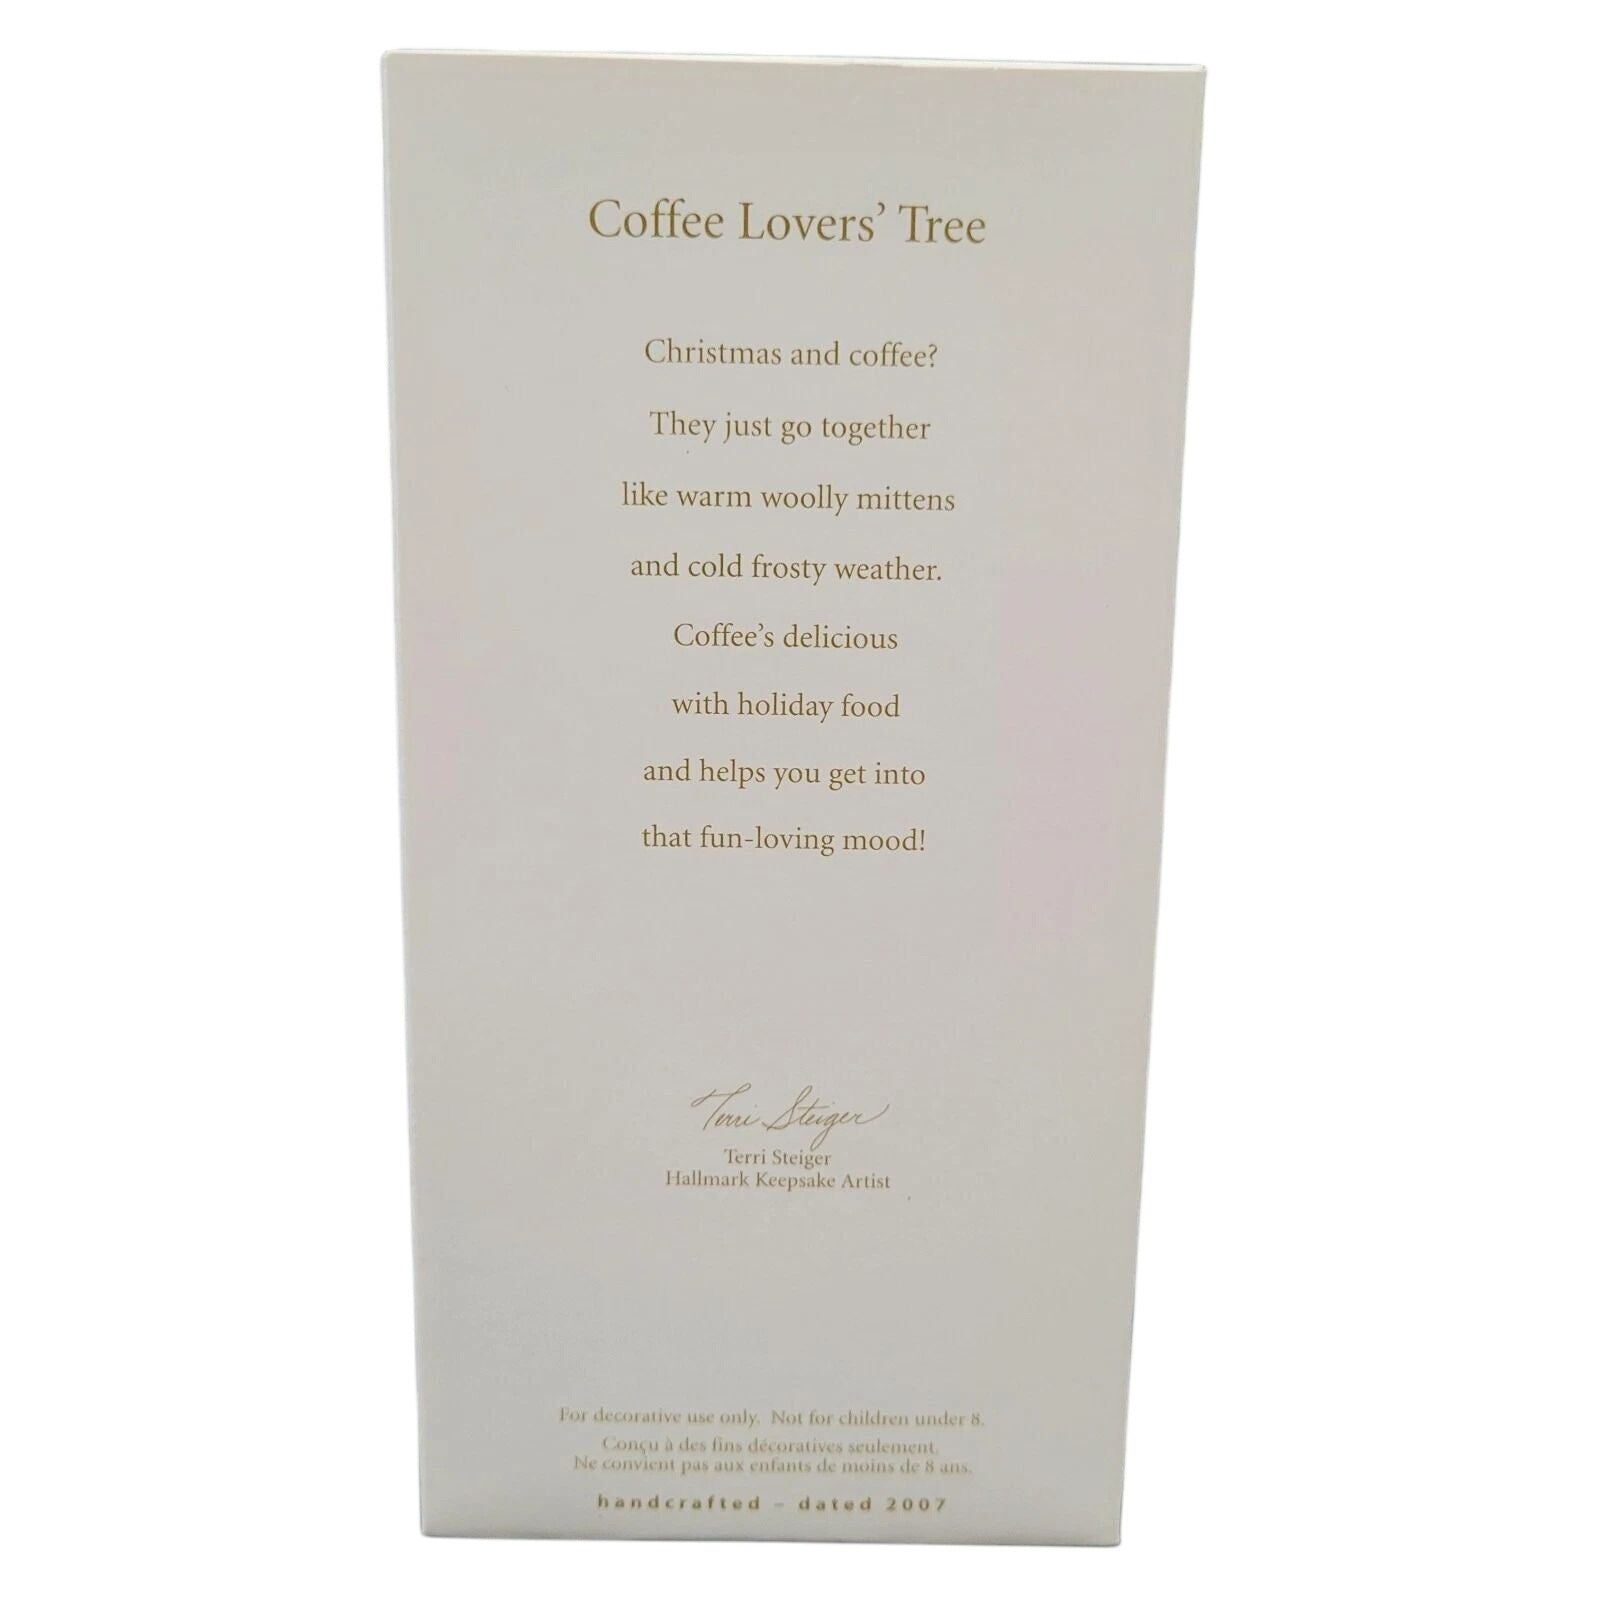 Coffee Lovers’ Tree
Christmas and coffee?
They just go together
like warm woolly mittens
and cold frosty weather.
Coffee’s delicious
with holiday food
and helps you get into
that fun-loving mood!
Terri Steiger
Terri Steiger
Hallmark Keepsake Artist
For decorative use only. Not for children under 8.
Conçu à des fins décoratives seulement.
Ne convient pas aux enfants de moins de 8 ans.
handcrafted – dated 2007